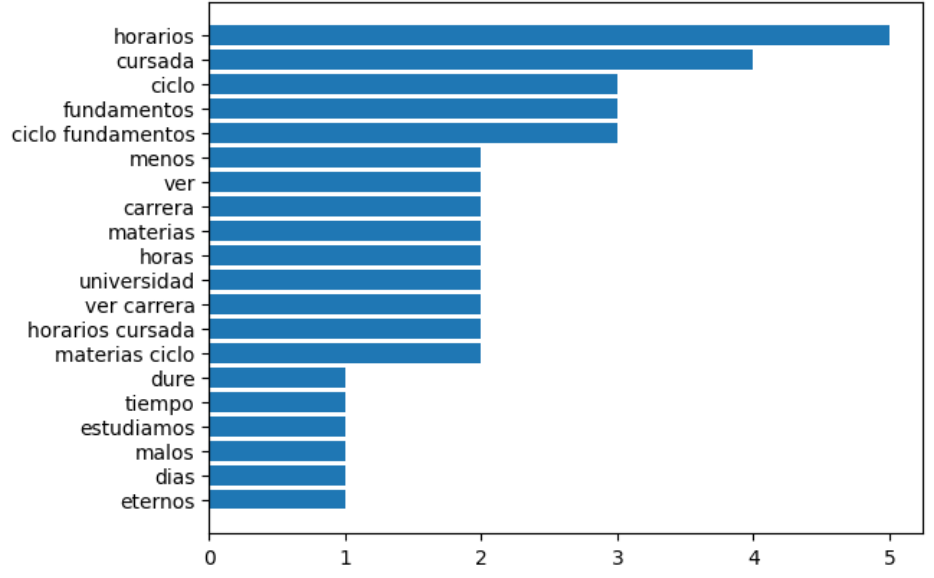 horarios
cursada
ciclo
fundamentos
ciclo fundamentos
menos
ver
carrera
materias
horas
universidad
ver carrera
horarios cursada
materias ciclo
dure
tiempo
estudiamos
malos
dias
eternos
0 1 2 3 4 5